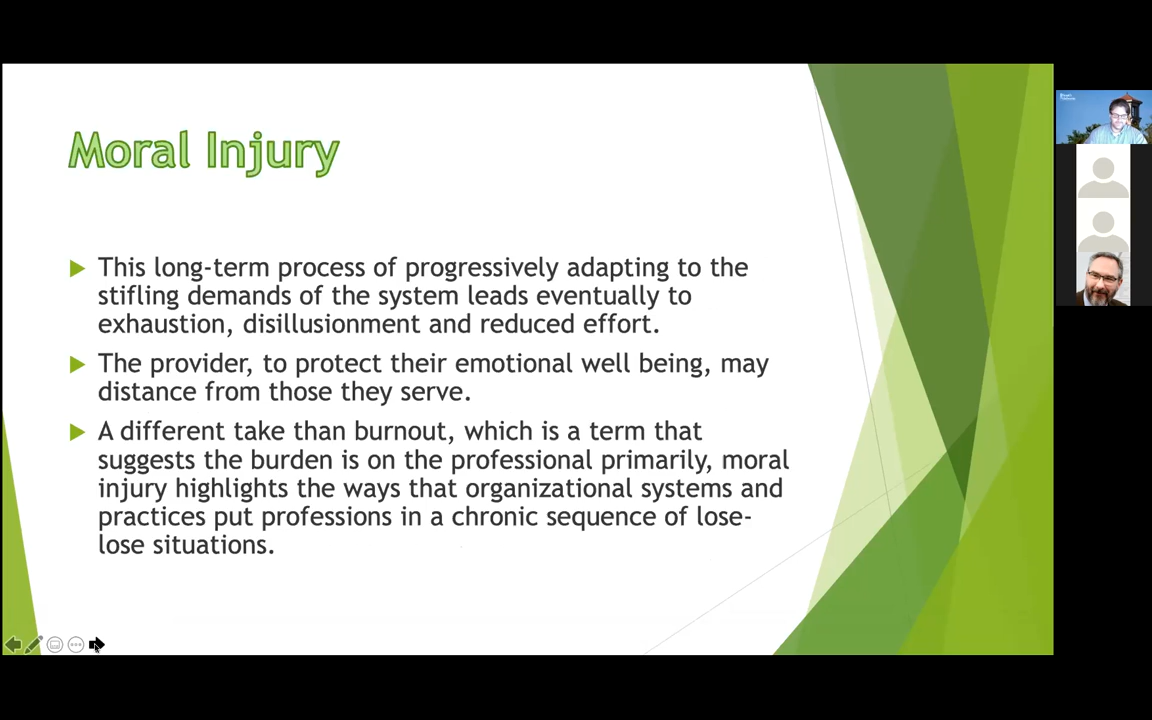 Moral Injury
This long-term process of progressively adapting to the
stifling demands of the system leads eventually to
exhaustion, disillusionment and reduced effort.
The provider, to protect their emotional well being, may
distance from those they serve.
A different take than burnout, which is a term that
suggests the burden is on the professional primarily, moral
injury highlights the ways that organizational systems and
practices put professions in a chronic sequence of lose-
lose situations.